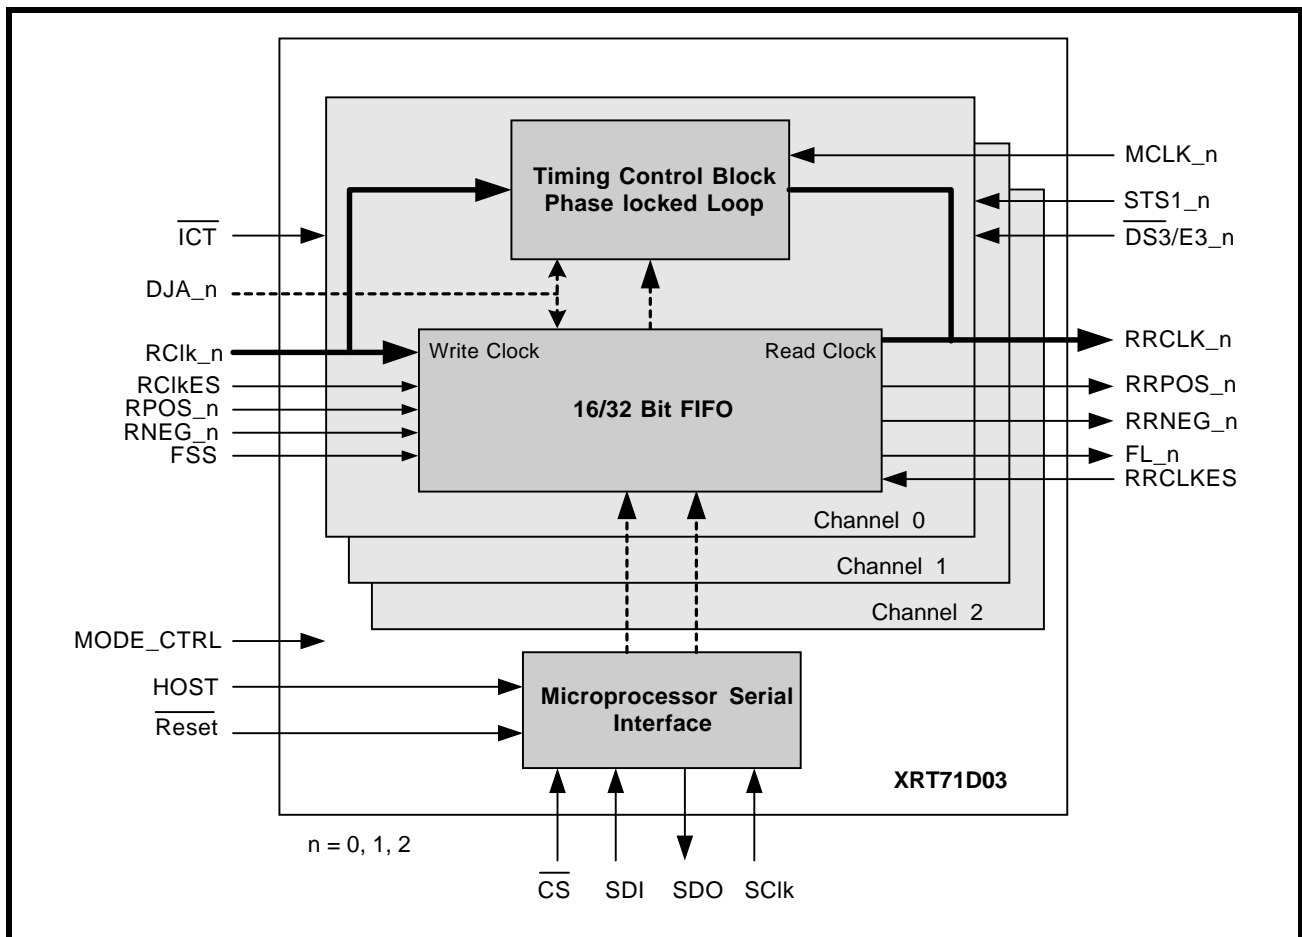 Timing Control Block
Phase locked Loop
MCLK_n
STS1_n
DS3/E3_n
ICT
DJA_n
RClk_n
RClkES
RPOS_n
RNEG_n
FSS
Write Clock
Read Clock
16/32 Bit FIFO
RRCLK_n
RRPOS_n
RRNEG_n
FL_n
RRCLKES
Channel 0
Channel 1
Channel 2
MODE_CTRL
HOST
Reset
Microprocessor Serial
Interface
XRT71D03
n = 0, 1, 2
CS
SDI
SDO
SClk